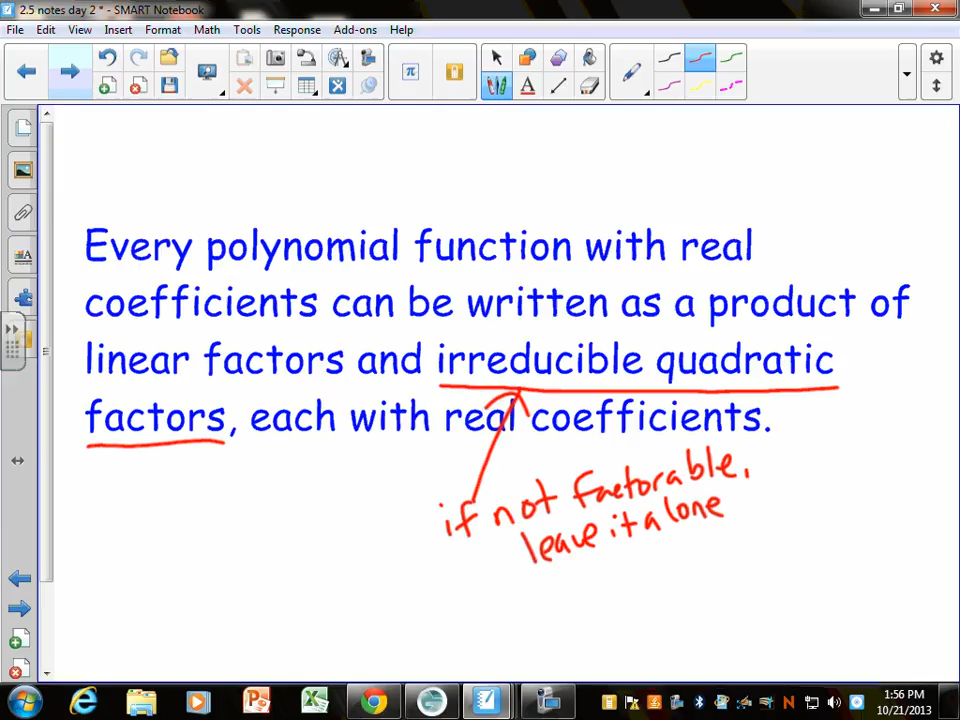 2.5 notes day 2 * - SMART Notebook
File Edit View Insert Format Math Tools Response Add-ons Help
Every polynomial function with real
coefficients can be written as a product of
linear factors and irreducible quadratic
factors, each with real coefficients.
if not factorable,
leave it alone
1:56 PM
10/21/2013